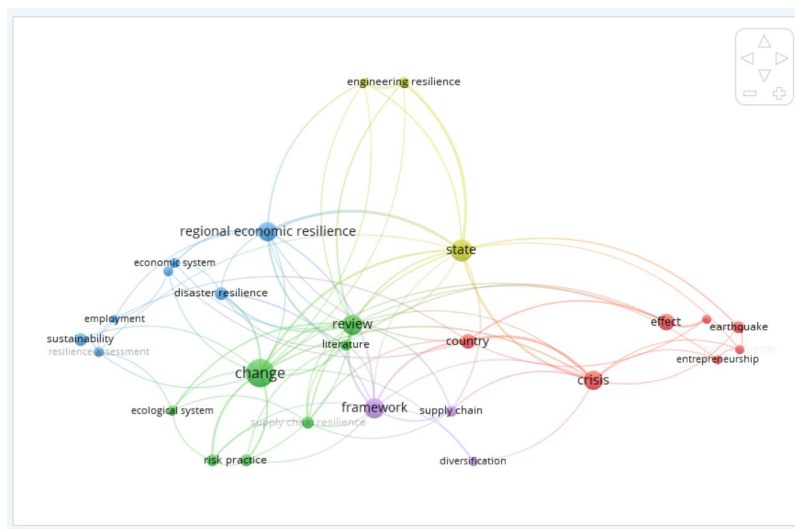 engineering resilience
regional economic resilience
state
economic system
disaster resilience
employment
review
effect
earthquake
sustainability
literature
country
resilience assessment
entrepreneurship
change
crisis
framework
ecological system
supply chain
supply chain resilience
risk practice
diversification